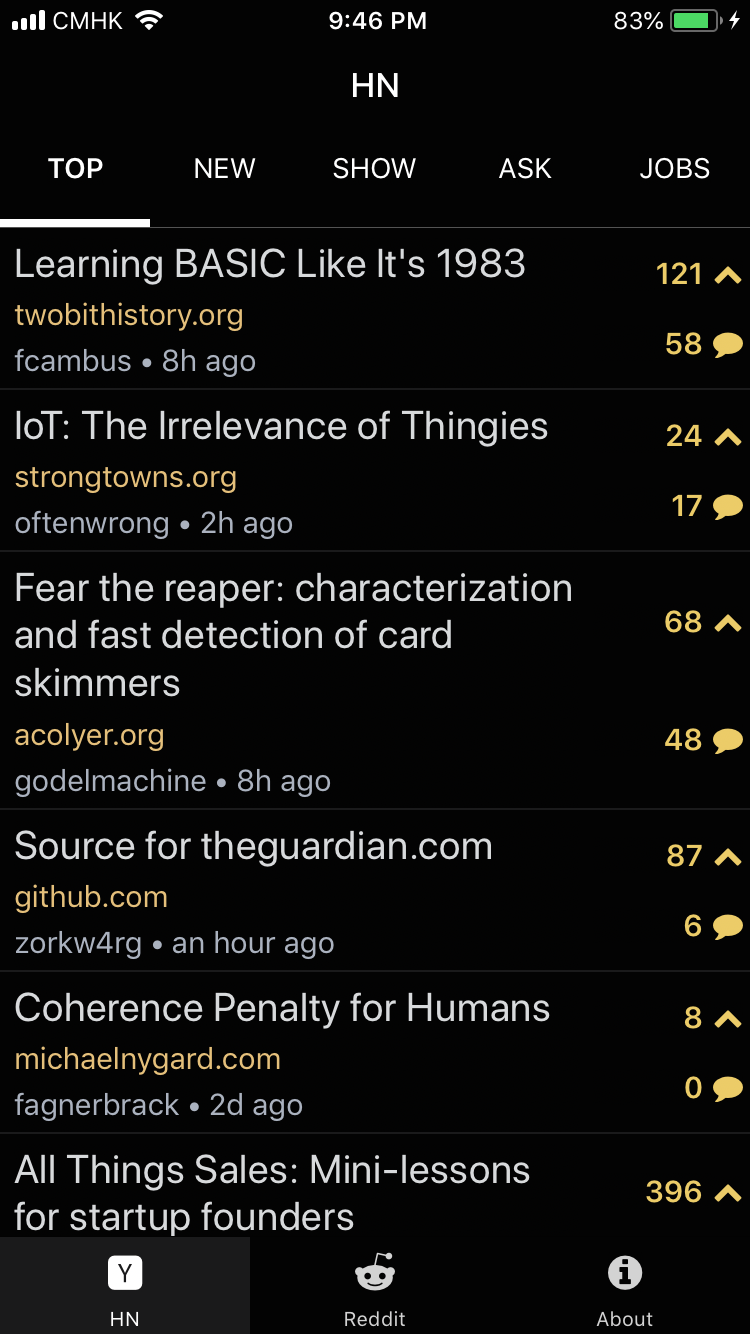 CMHK 9:46 PM 83%
HN
TOP NEW SHOW ASK JOBS
Learning BASIC Like It's 1983
121
twobithistory.org
58
fcambus • 8h ago
IoT: The Irrelevance of Thingies
24
strongtowns.org
17
oftenwrong • 2h ago
Fear the reaper: characterization
and fast detection of card
68
skimmers
acolyer.org
48
godelmachine • 8h ago
Source for theguardian.com
87
github.com
6
zorkw4rg • an hour ago
Coherence Penalty for Humans
8
michaelnygard.com
0
fagnerbrack • 2d ago
All Things Sales: Mini-lessons
396
for startup founders
Y
HN Reddit About